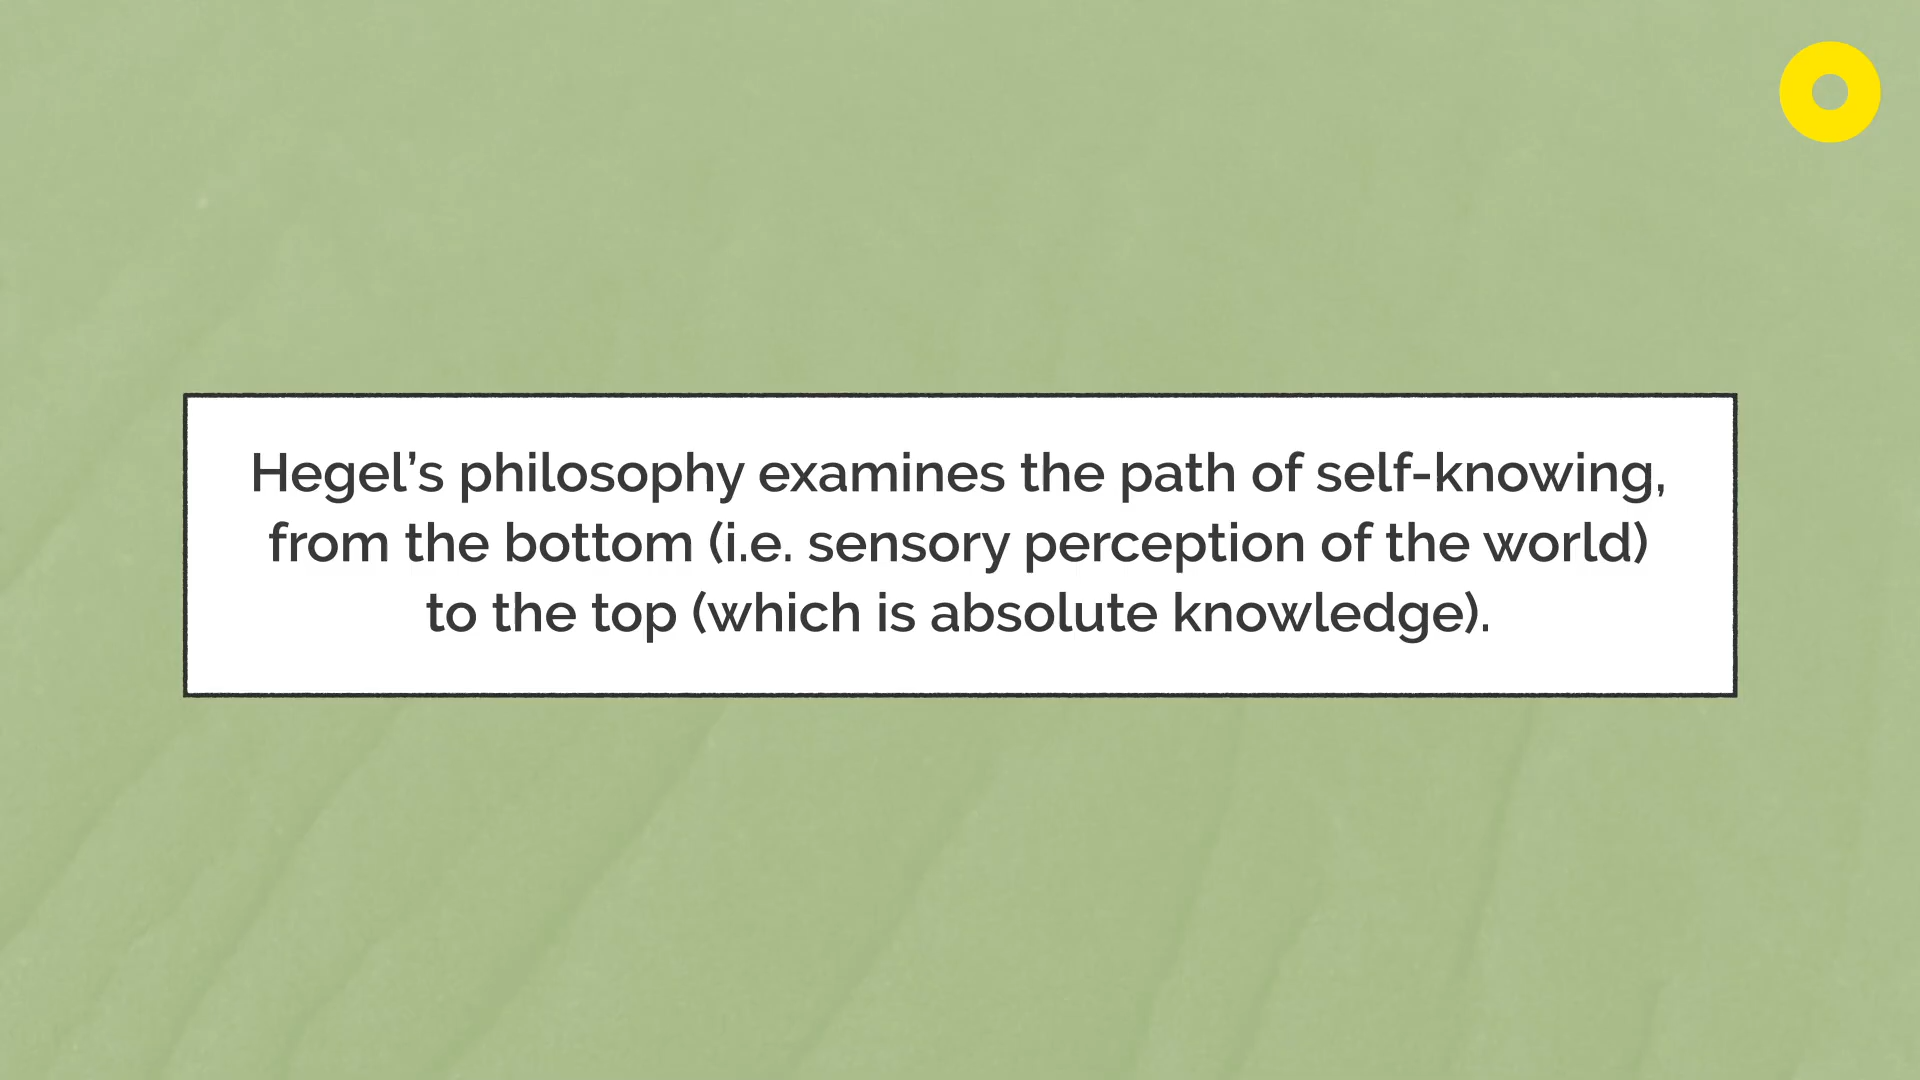 Hegel’s philosophy examines the path of self-knowing,
from the bottom (i.e. sensory perception of the world)
to the top (which is absolute knowledge).